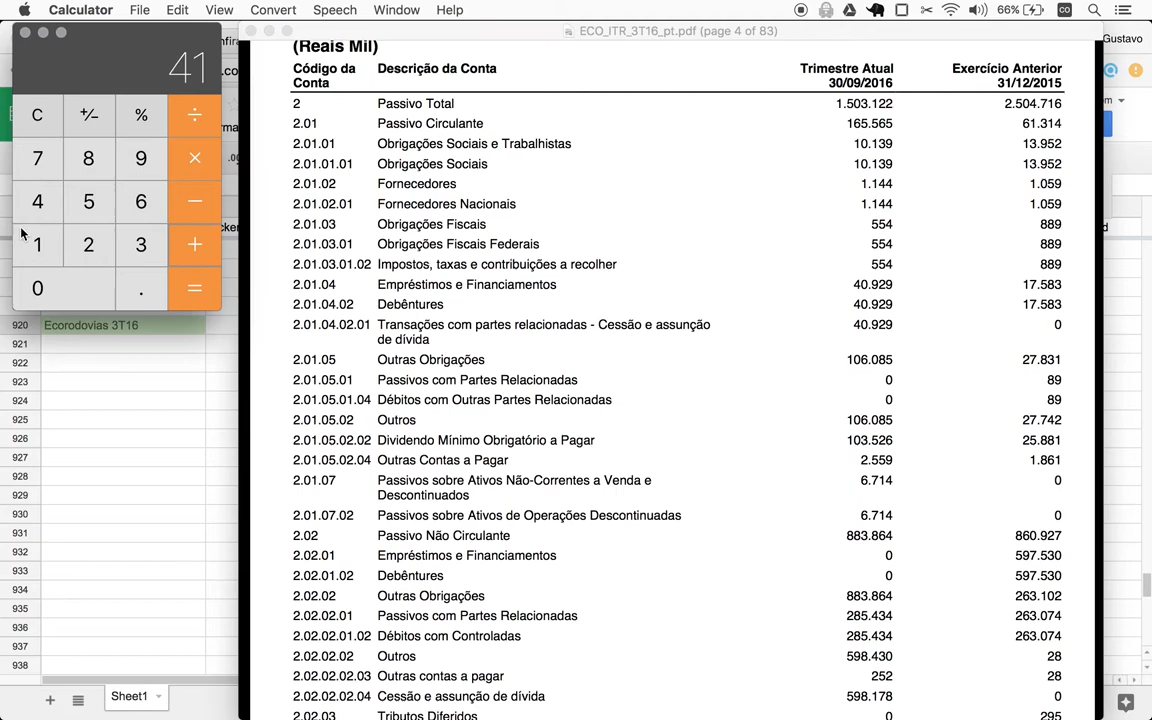 Calculator File Edit View Convert Speech Window Help 66%
ECO_ITR_3T16_pt.pdf (page 4 of 83)
Gustavo
41
C +/- % ÷
7 8 9 ×
4 5 6 −
1 2 3 +
0 . =
(Reais Mil)
Código da Conta Descrição da Conta Trimestre Atual 30/09/2016 Exercício Anterior 31/12/2015
2 Passivo Total 1.503.122 2.504.716
2.01 Passivo Circulante 165.565 61.314
2.01.01 Obrigações Sociais e Trabalhistas 10.139 13.952
2.01.01.01 Obrigações Sociais 10.139 13.952
2.01.02 Fornecedores 1.144 1.059
2.01.02.01 Fornecedores Nacionais 1.144 1.059
2.01.03 Obrigações Fiscais 554 889
2.01.03.01 Obrigações Fiscais Federais 554 889
2.01.03.01.02 Impostos, taxas e contribuições a recolher 554 889
2.01.04 Empréstimos e Financiamentos 40.929 17.583
2.01.04.02 Debêntures 40.929 17.583
2.01.04.02.01 Transações com partes relacionadas - Cessão e assunção 40.929 0
de dívida
2.01.05 Outras Obrigações 106.085 27.831
2.01.05.01 Passivos com Partes Relacionadas 0 89
2.01.05.01.04 Débitos com Outras Partes Relacionadas 0 89
2.01.05.02 Outros 106.085 27.742
2.01.05.02.02 Dividendo Mínimo Obrigatório a Pagar 103.526 25.881
2.01.05.02.04 Outras Contas a Pagar 2.559 1.861
2.01.07 Passivos sobre Ativos Não-Correntes a Venda e 6.714 0
Descontinuados
2.01.07.02 Passivos sobre Ativos de Operações Descontinuadas 6.714 0
2.02 Passivo Não Circulante 883.864 860.927
2.02.01 Empréstimos e Financiamentos 0 597.530
2.02.01.02 Debêntures 0 597.530
2.02.02 Outras Obrigações 883.864 263.102
2.02.02.01 Passivos com Partes Relacionadas 285.434 263.074
2.02.02.01.02 Débitos com Controladas 285.434 263.074
2.02.02.02 Outros 598.430 28
2.02.02.02.03 Outras contas a pagar 252 28
2.02.02.02.04 Cessão e assunção de dívida 598.178 0
2.02.03 Tributos Diferidos 0 295
920 Ecorodovias 3T16
921
922
923
924
925
926
927
928
929
930
931
932
933
934
935
936
937
938
Sheet1